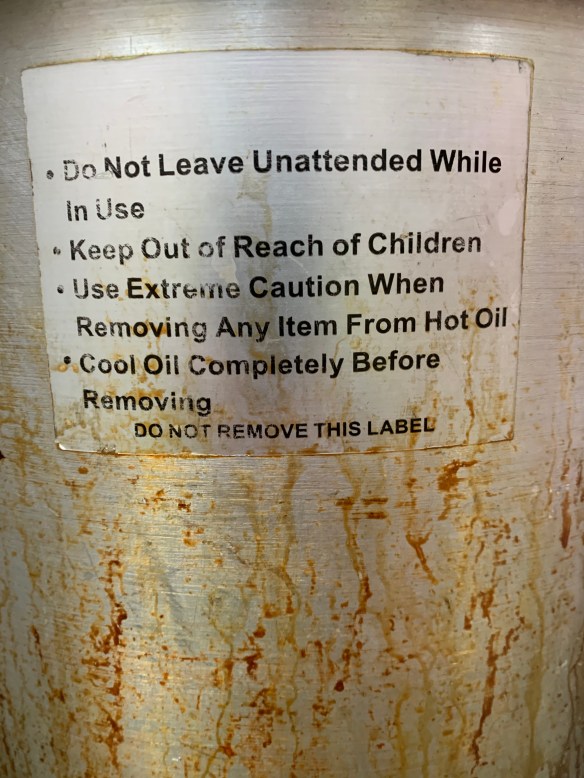 • Do Not Leave Unattended While
In Use
• Keep Out of Reach of Children
• Use Extreme Caution When
Removing Any Item From Hot Oil
• Cool Oil Completely Before
Removing
DO NOT REMOVE THIS LABEL